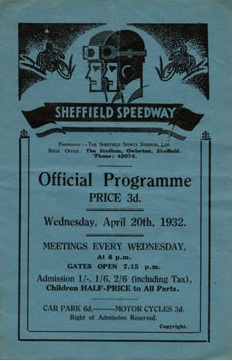 SHEFFIELD SPEEDWAY
Promoters:—THE SHEFFIELD SPORTS STADIUM, LTD.
Regd. Office: The Stadium, Owlerton, Sheffield.
'Phone: 42074.
Official Programme
PRICE 3d.
Wednesday, April 20th, 1932.
MEETINGS EVERY WEDNESDAY,
At 8 p.m.
GATES OPEN 7.15 p.m.
Admission 1/-, 1/6, 2/6 (including Tax).
Children HALF-PRICE to All Parts.
CAR PARK 6d.——MOTOR CYCLES 3d.
Right of Admission Reserved.
Copyright.